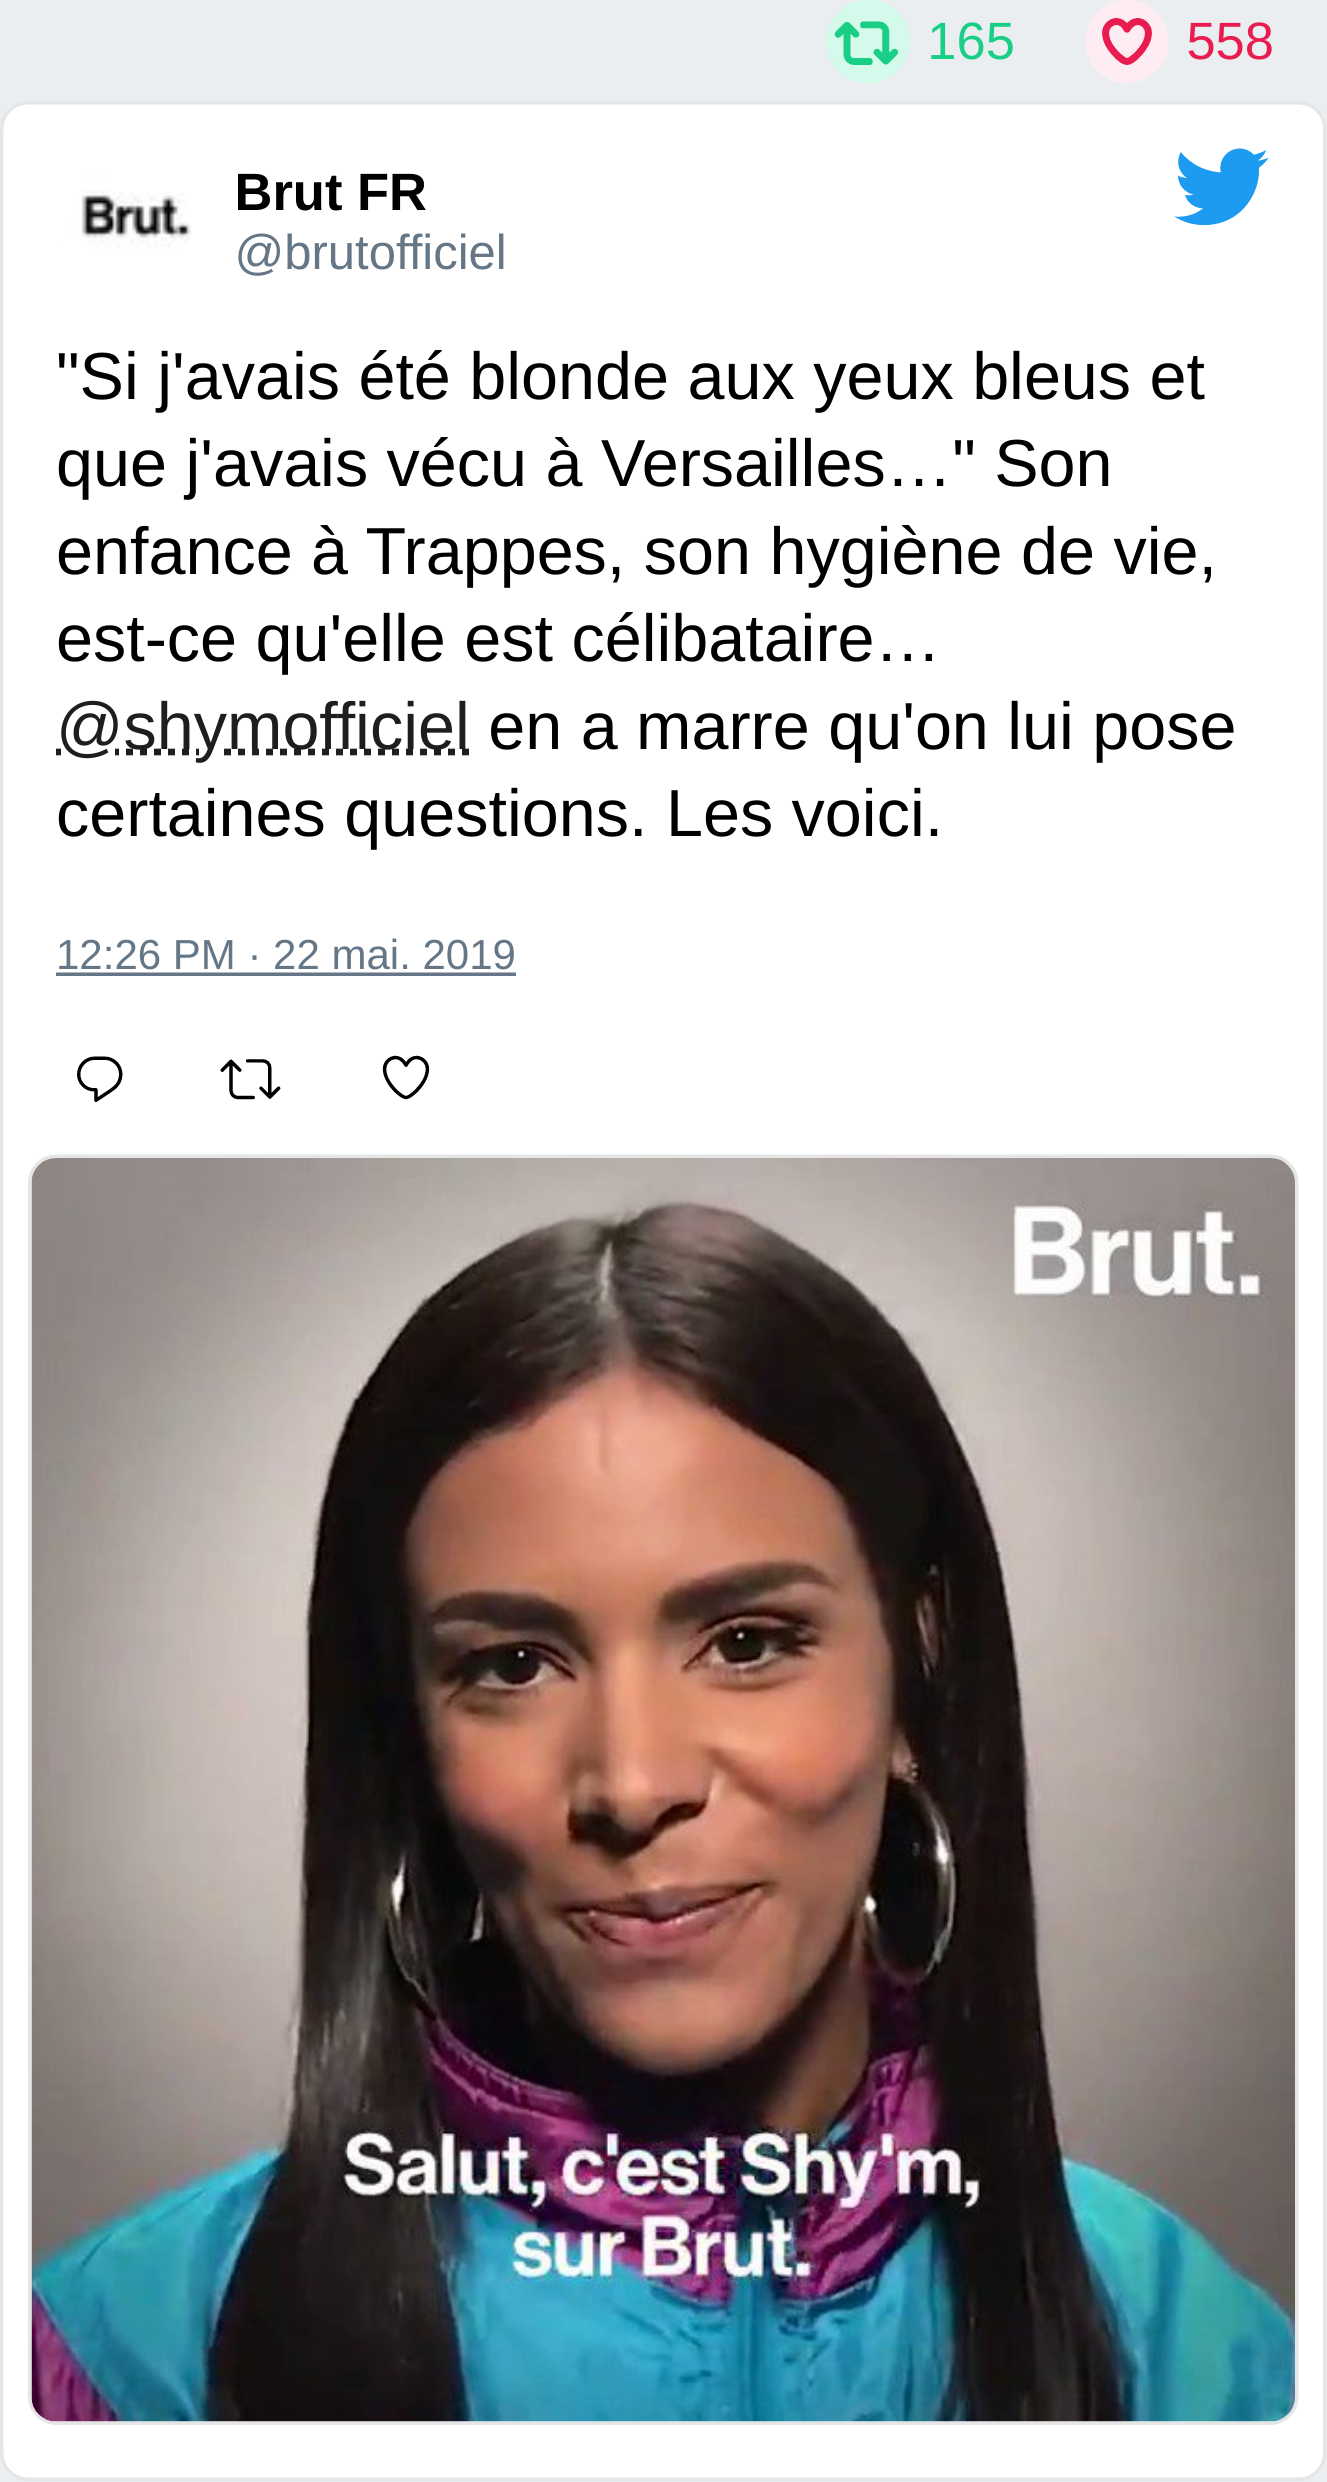 165 558
Brut.
Brut FR
@brutofficiel
"Si j'avais été blonde aux yeux bleus et
que j'avais vécu à Versailles…" Son
enfance à Trappes, son hygiène de vie,
est-ce qu'elle est célibataire…
@shymofficiel en a marre qu'on lui pose
certaines questions. Les voici.
12:26 PM · 22 mai. 2019
Brut.
Salut, c'est Shy'm,
sur Brut.